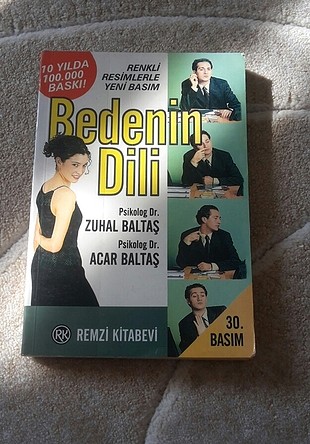 10 YILDA
100.000
BASKI!
RENKLİ
RESİMLERLE
YENİ BASIM
Bedenin
Dili
Psikolog Dr.
ZUHAL BALTAŞ
Psikolog Dr.
ACAR BALTAŞ
RK REMZİ KİTABEVİ
30.
BASIM